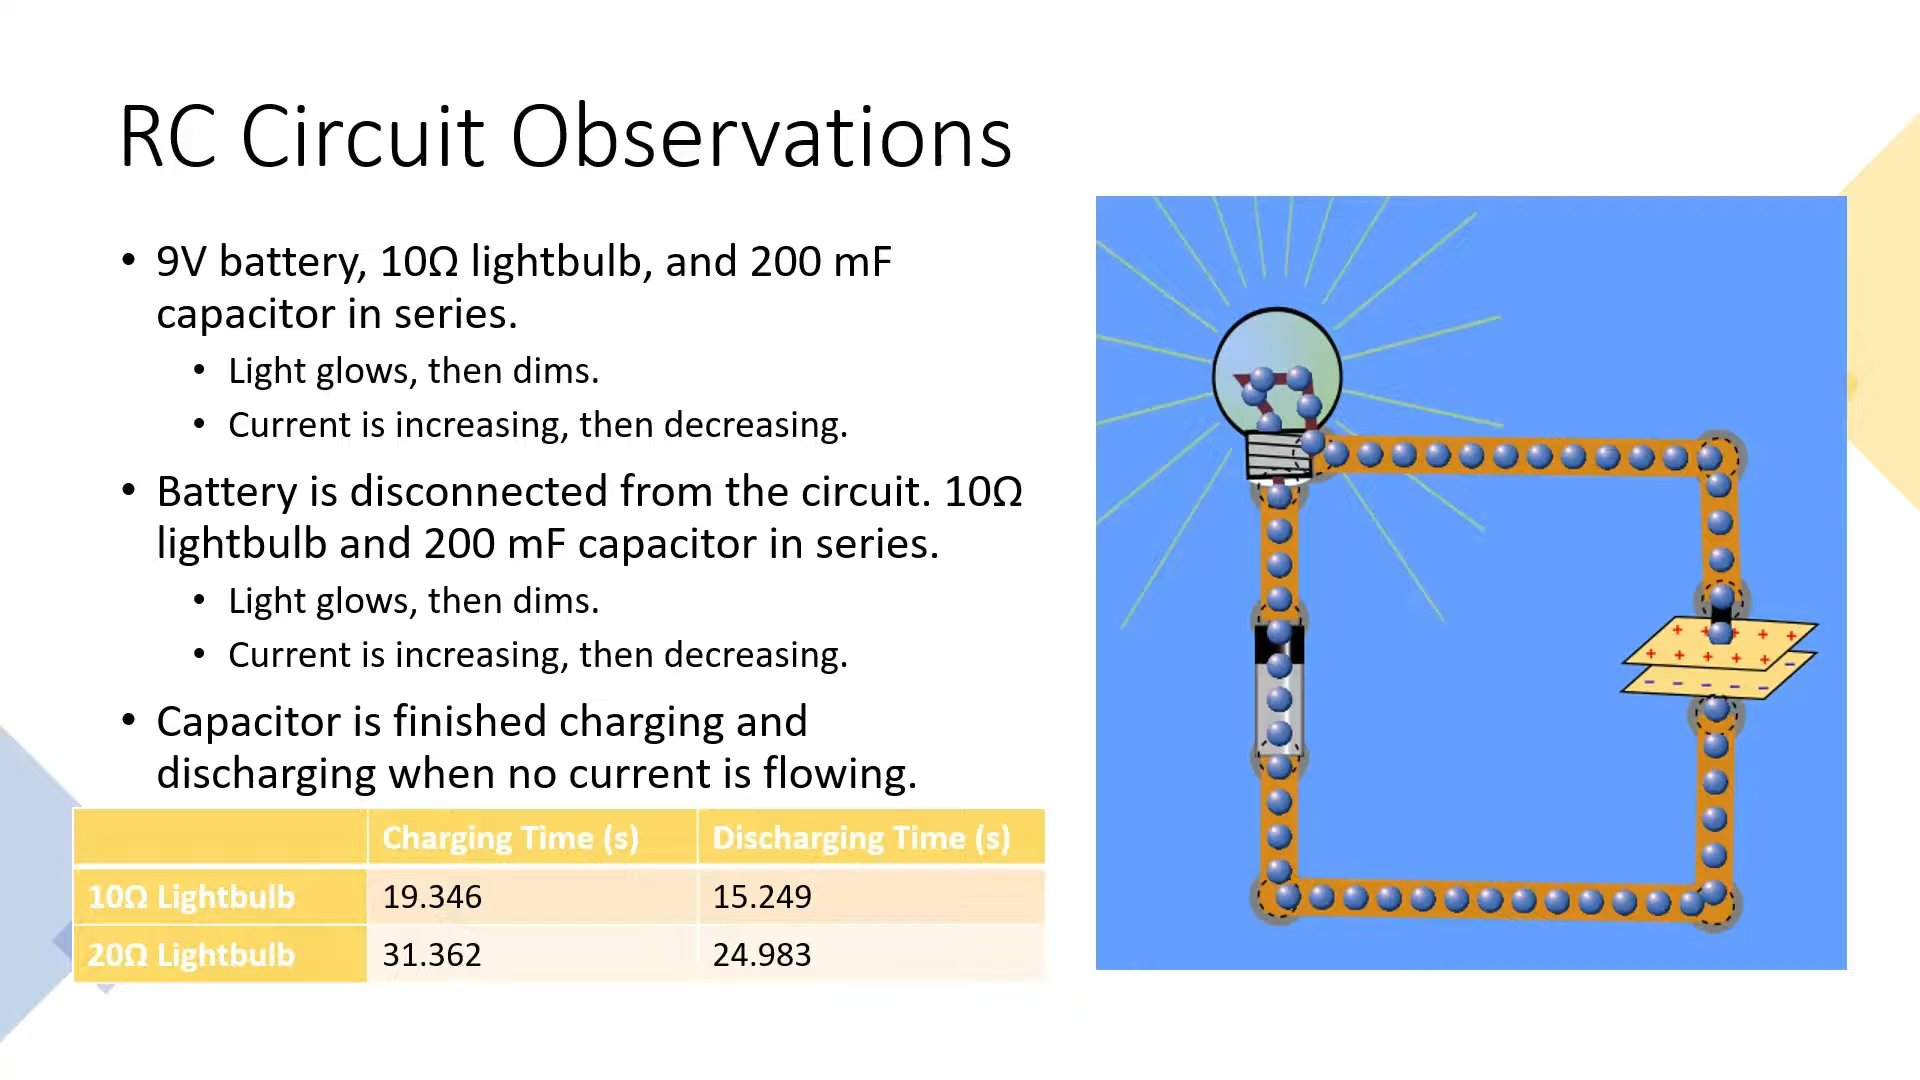 RC Circuit Observations
• 9V battery, 10Ω lightbulb, and 200 mF
capacitor in series.
• Light glows, then dims.
• Current is increasing, then decreasing.
• Battery is disconnected from the circuit. 10Ω
lightbulb and 200 mF capacitor in series.
• Light glows, then dims.
• Current is increasing, then decreasing.
• Capacitor is finished charging and
discharging when no current is flowing.
Charging Time (s) Discharging Time (s)
10Ω Lightbulb 19.346 15.249
20Ω Lightbulb 31.362 24.983